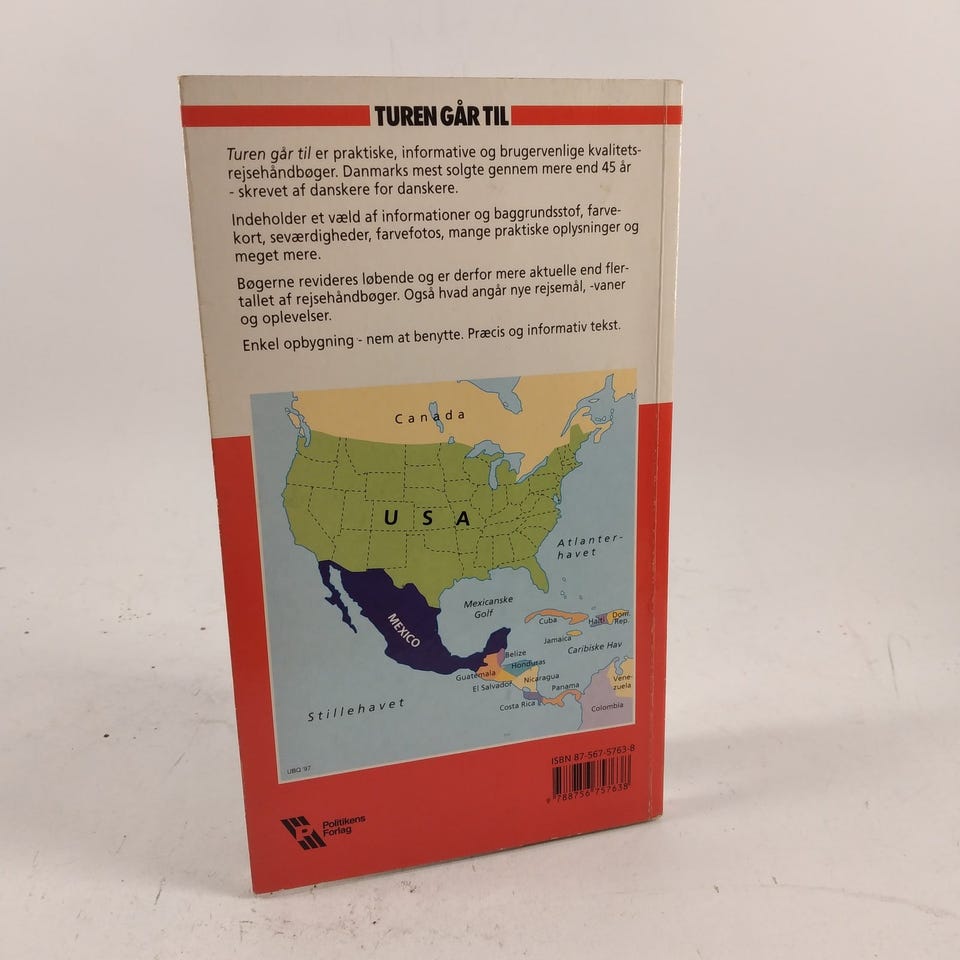 TUREN GÅR TIL
Turen går til er praktiske, informative og brugervenlige kvalitets-
rejsehåndbøger. Danmarks mest solgte gennem mere end 45 år
- skrevet af danskere for danskere.
Indeholder et væld af informationer og baggrundsstof, farve-
kort, seværdigheder, farvefotos, mange praktiske oplysninger og
meget mere.
Bøgerne revideres løbende og er derfor mere aktuelle end fler-
tallet af rejsehåndbøger. Også hvad angår nye rejsemål, -vaner
og oplevelser.
Enkel opbygning - nem at benytte. Præcis og informativ tekst.
Canada
USA
Atlanter-
havet
Mexicanske
Golf
MEXICO
Cuba
Haiti
Dom.
Rep.
Jamaica
Caribiske Hav
Belize
Honduras
Guatemala
Nicaragua
El Salvador
Panama
Costa Rica
Vene-
zuela
Colombia
Stillehavet
UBQ '97
ISBN 87-567-5763-8
9 788756 757638
P
Politikens
Forlag